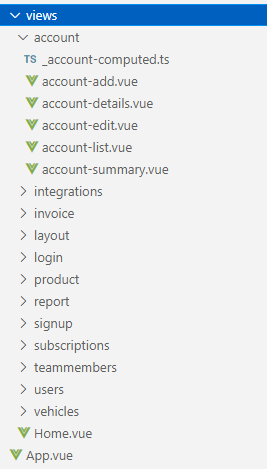 views
account
TS _account-computed.ts
account-add.vue
account-details.vue
account-edit.vue
account-list.vue
account-summary.vue
integrations
invoice
layout
login
product
report
signup
subscriptions
teammembers
users
vehicles
Home.vue
App.vue